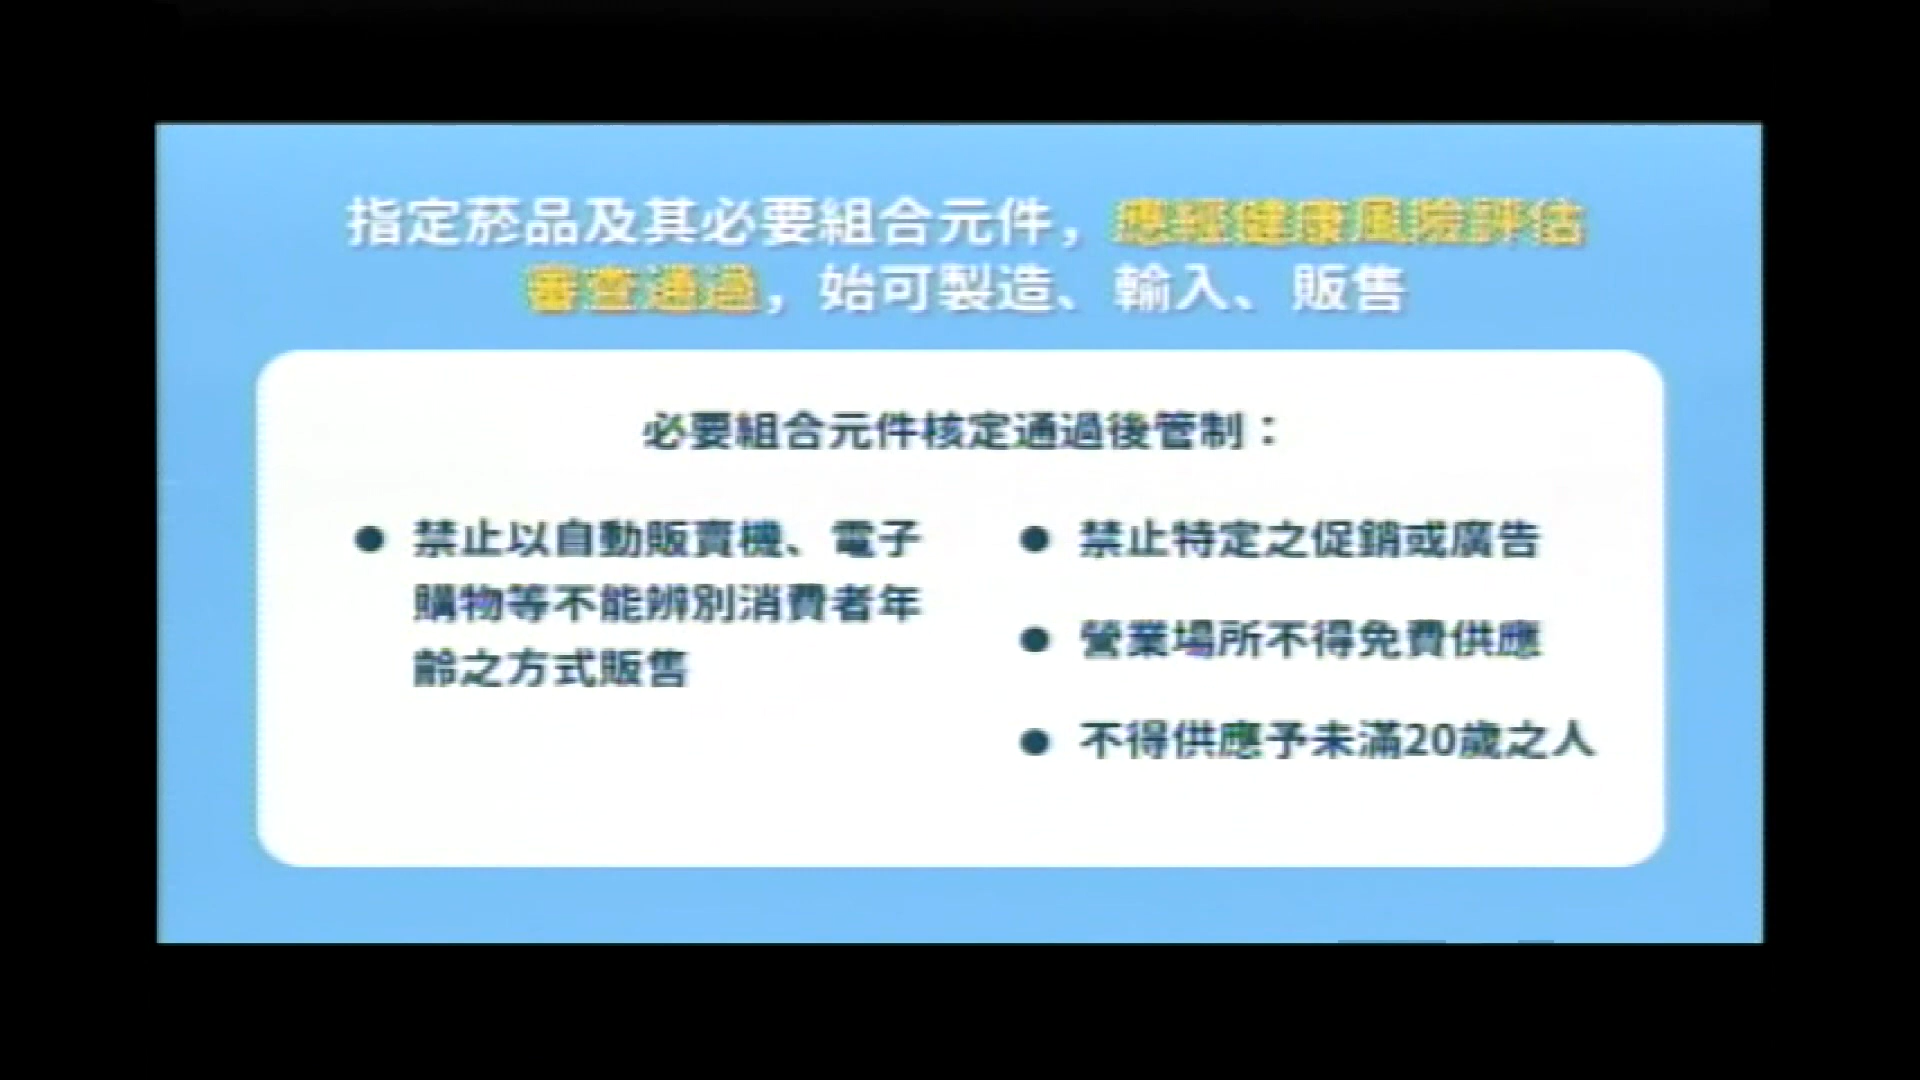 指定菸品及其必要組合元件，應經健康風險評估
審查通過，始可製造、輸入、販售
必要組合元件核定通過後管制：
● 禁止以自動販賣機、電子
購物等不能辨別消費者年
齡之方式販售
● 禁止特定之促銷或廣告
● 營業場所不得免費供應
● 不得供應予未滿20歲之人